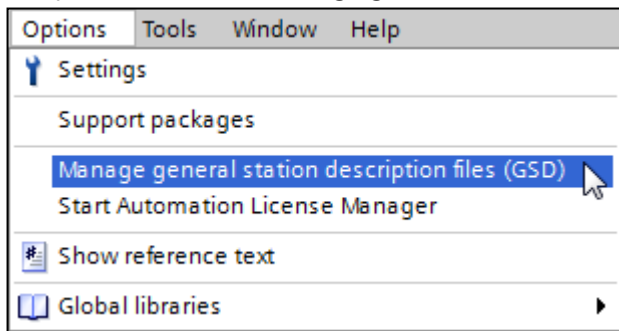 Options Tools Window Help
Settings
Support packages
Manage general station description files (GSD)
Start Automation License Manager
Show reference text
Global libraries